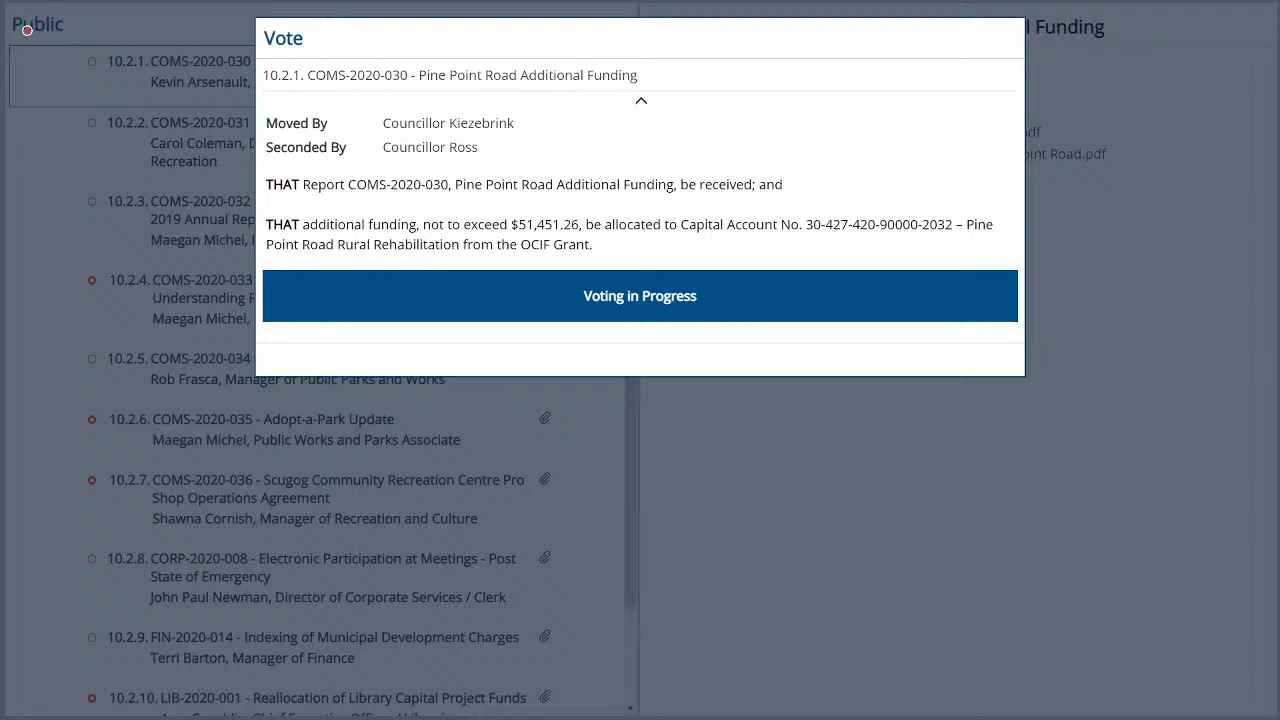 Public
l Funding
Vote
10.2.1. COMS-2020-030 - Pine Point Road Additional Funding
Moved By Councillor Kiezebrink
Seconded By Councillor Ross
THAT Report COMS-2020-030, Pine Point Road Additional Funding, be received; and
THAT additional funding, not to exceed $51,451.26, be allocated to Capital Account No. 30-427-420-90000-2032 – Pine
Point Road Rural Rehabilitation from the OCIF Grant.
Voting in Progress
10.2.1. COMS-2020-030
Kevin Arsenault,
10.2.2. COMS-2020-031
Carol Coleman,
Recreation
10.2.3. COMS-2020-032
2019 Annual Rep
Maegan Michel,
10.2.4. COMS-2020-033
Understanding
Maegan Michel,
10.2.5. COMS-2020-034
Rob Frasca, Manager of Public Parks and Works
10.2.6. COMS-2020-035 - Adopt-a-Park Update
Maegan Michel, Public Works and Parks Associate
10.2.7. COMS-2020-036 - Scugog Community Recreation Centre Pro
Shop Operations Agreement
Shawna Cornish, Manager of Recreation and Culture
10.2.8. CORP-2020-008 - Electronic Participation at Meetings - Post
State of Emergency
John Paul Newman, Director of Corporate Services / Clerk
10.2.9. FIN-2020-014 - Indexing of Municipal Development Charges
Terri Barton, Manager of Finance
10.2.10. LIB-2020-001 - Reallocation of Library Capital Project Funds
df
oint Road.pdf